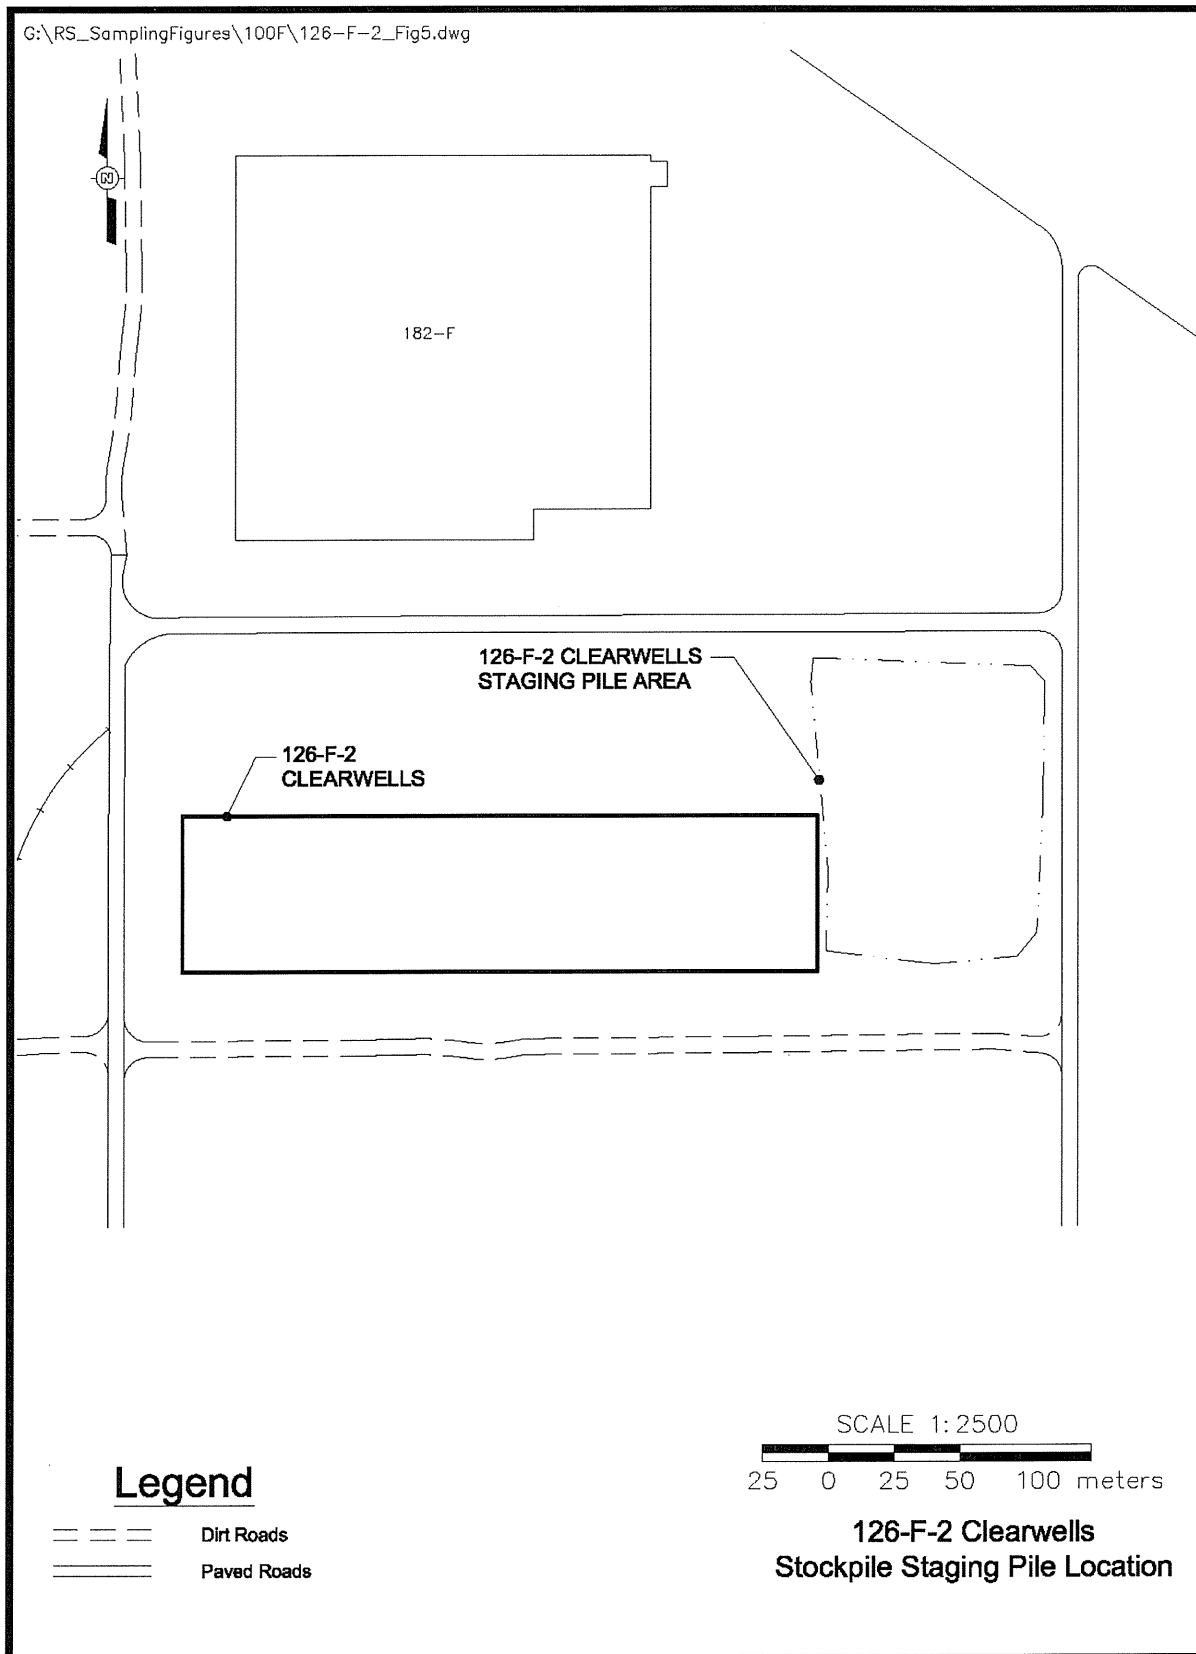 G:\RS_SamplingFigures\100F\126-F-2_Fig5.dwg
N
182-F
126-F-2 CLEARWELLS
STAGING PILE AREA
126-F-2
CLEARWELLS
SCALE 1:2500
25 0 25 50 100 meters
Legend
Dirt Roads
Paved Roads
126-F-2 Clearwells
Stockpile Staging Pile Location